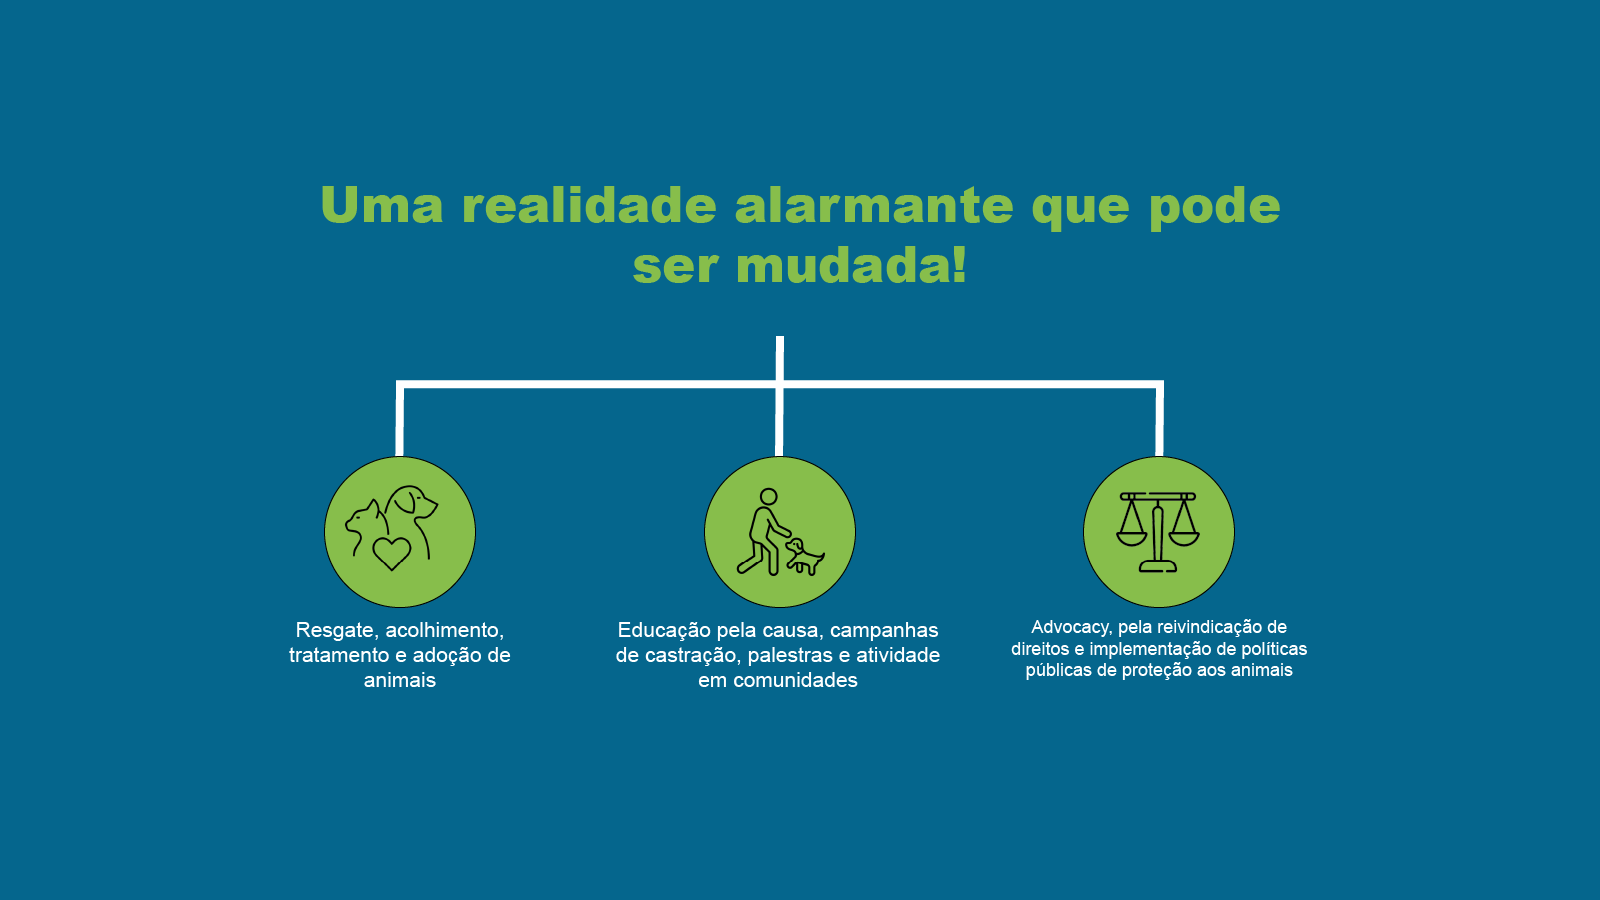 Uma realidade alarmante que pode
ser mudada!
Resgate, acolhimento,
tratamento e adoção de
animais
Educação pela causa, campanhas
de castração, palestras e atividade
em comunidades
Advocacy, pela reivindicação de
direitos e implementação de políticas
públicas de proteção aos animais